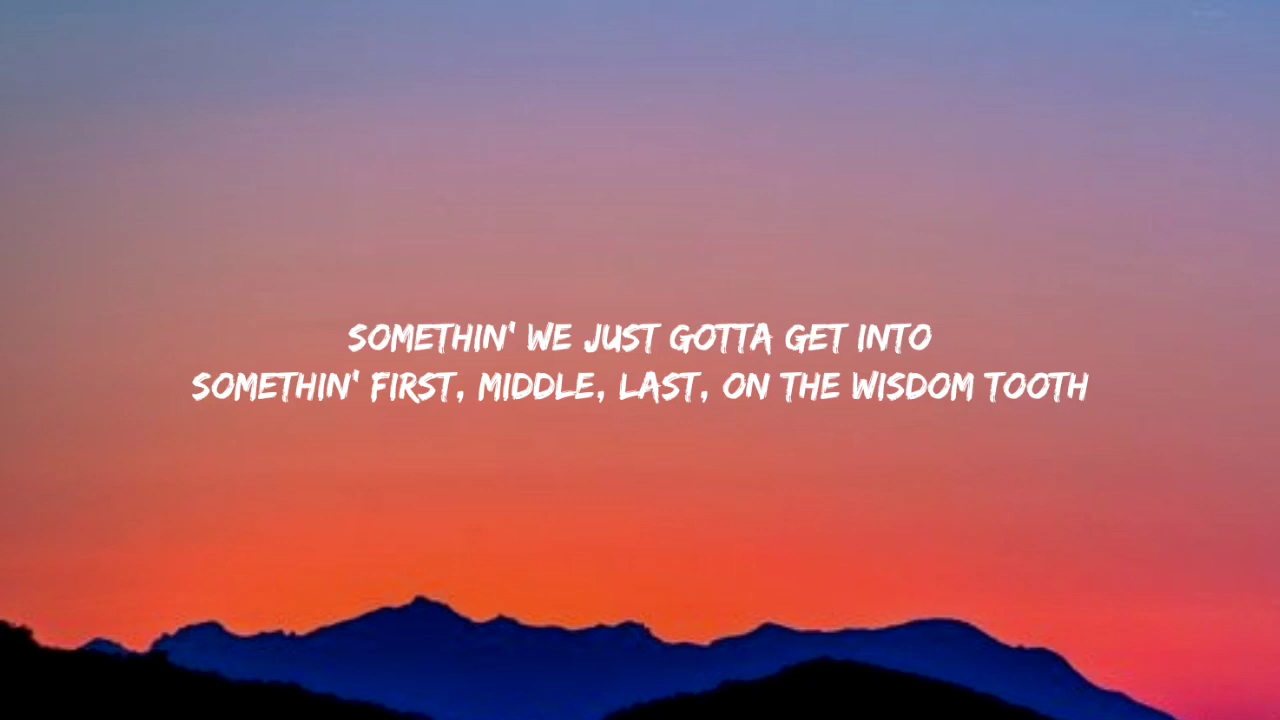 SOMETHIN' WE JUST GOTTA GET INTO
SOMETHIN' FIRST, MIDDLE, LAST, ON THE WISDOM TOOTH